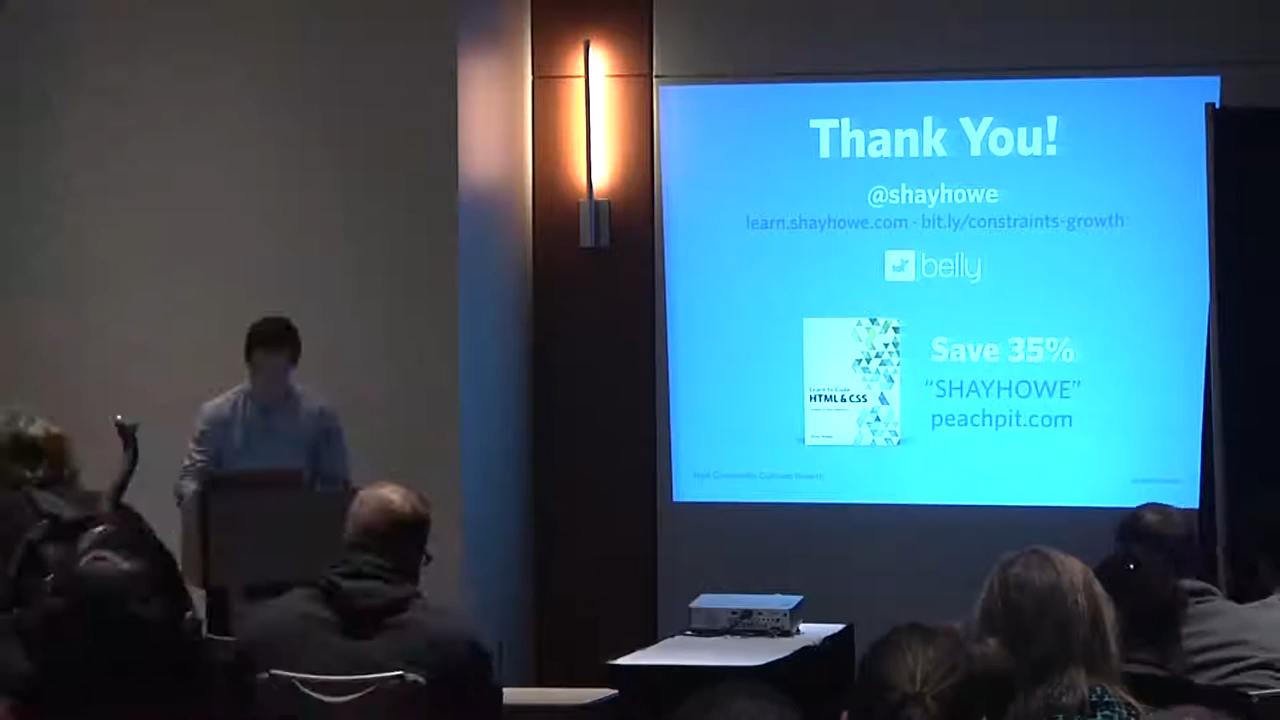 Thank You!
@shayhowe
learn.shayhowe.com · bit.ly/constraints-growth
belly
Learn to Code
HTML & CSS
Save 35%
“SHAYHOWE”
peachpit.com